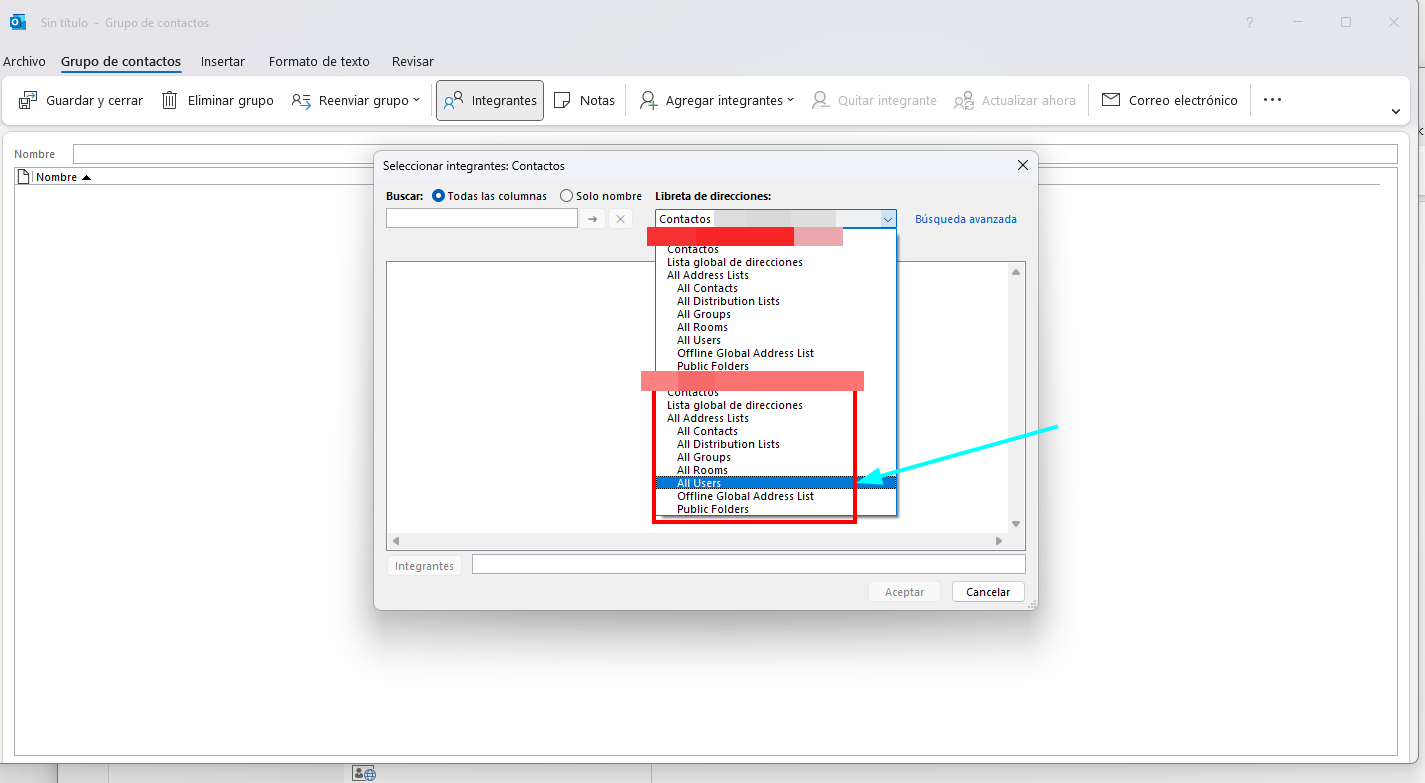 Sin título - Grupo de contactos
Archivo Grupo de contactos Insertar Formato de texto Revisar
Guardar y cerrar Eliminar grupo Reenviar grupo Integrantes Notas Agregar integrantes Quitar integrante Actualizar ahora Correo electrónico ...
Nombre
Nombre
Seleccionar integrantes: Contactos
Buscar: Todas las columnas Solo nombre Libreta de direcciones:
Contactos Búsqueda avanzada
Contactos
Lista global de direcciones
All Address Lists
All Contacts
All Distribution Lists
All Groups
All Rooms
All Users
Offline Global Address List
Public Folders
Contactos
Lista global de direcciones
All Address Lists
All Contacts
All Distribution Lists
All Groups
All Rooms
All Users
Offline Global Address List
Public Folders
Integrantes
Aceptar Cancelar